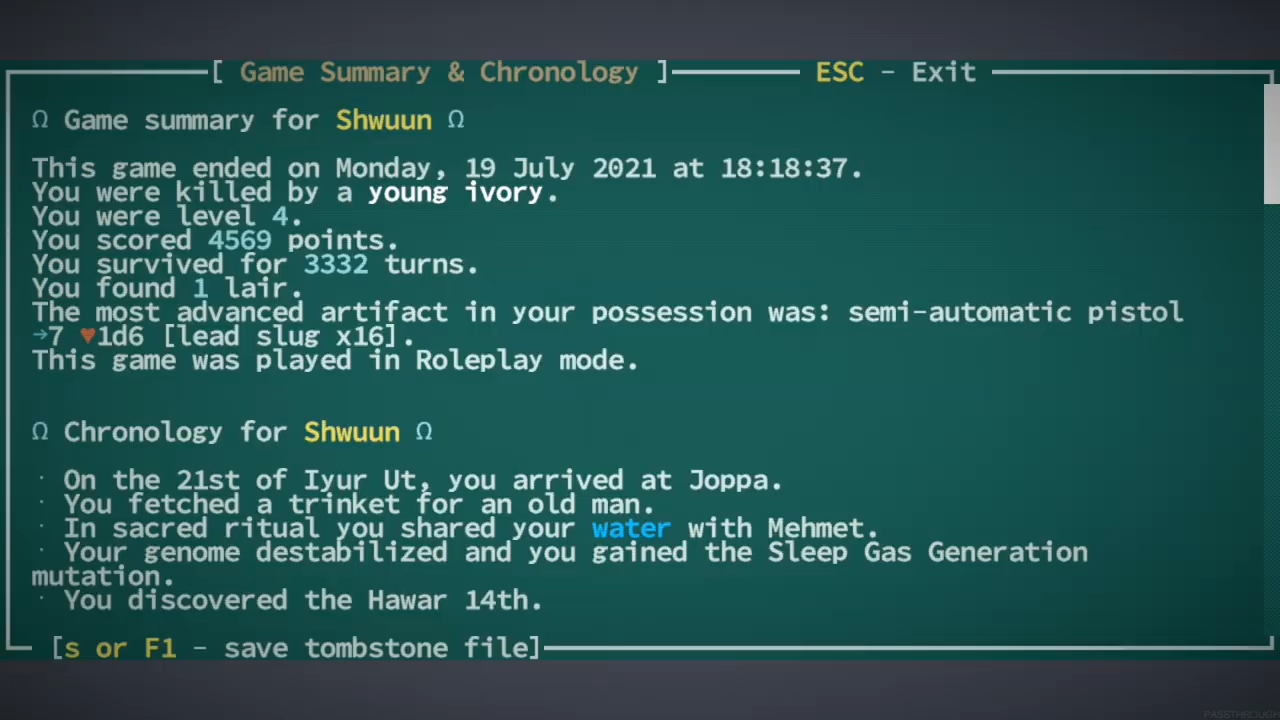 [ Game Summary & Chronology ] ESC - Exit
Ω Game summary for Shwuun Ω
This game ended on Monday, 19 July 2021 at 18:18:37.
You were killed by a young ivory.
You were level 4.
You scored 4569 points.
You survived for 3332 turns.
You found 1 lair.
The most advanced artifact in your possession was: semi-automatic pistol
→7 ♥1d6 [lead slug x16].
This game was played in Roleplay mode.
Ω Chronology for Shwuun Ω
· On the 21st of Iyur Ut, you arrived at Joppa.
· You fetched a trinket for an old man.
· In sacred ritual you shared your water with Mehmet.
· Your genome destabilized and you gained the Sleep Gas Generation
mutation.
· You discovered the Hawar 14th.
[s or F1 - save tombstone file]